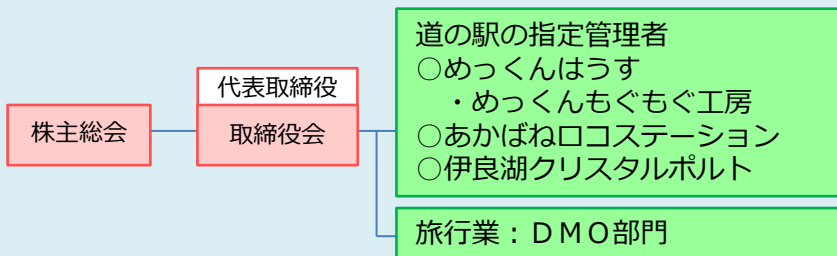 株主総会
代表取締役
取締役会
道の駅の指定管理者
○めっくんはうす
・めっくんもぐもぐ工房
○あかばねロコステーション
○伊良湖クリスタルポルト
旅行業：ＤＭＯ部門